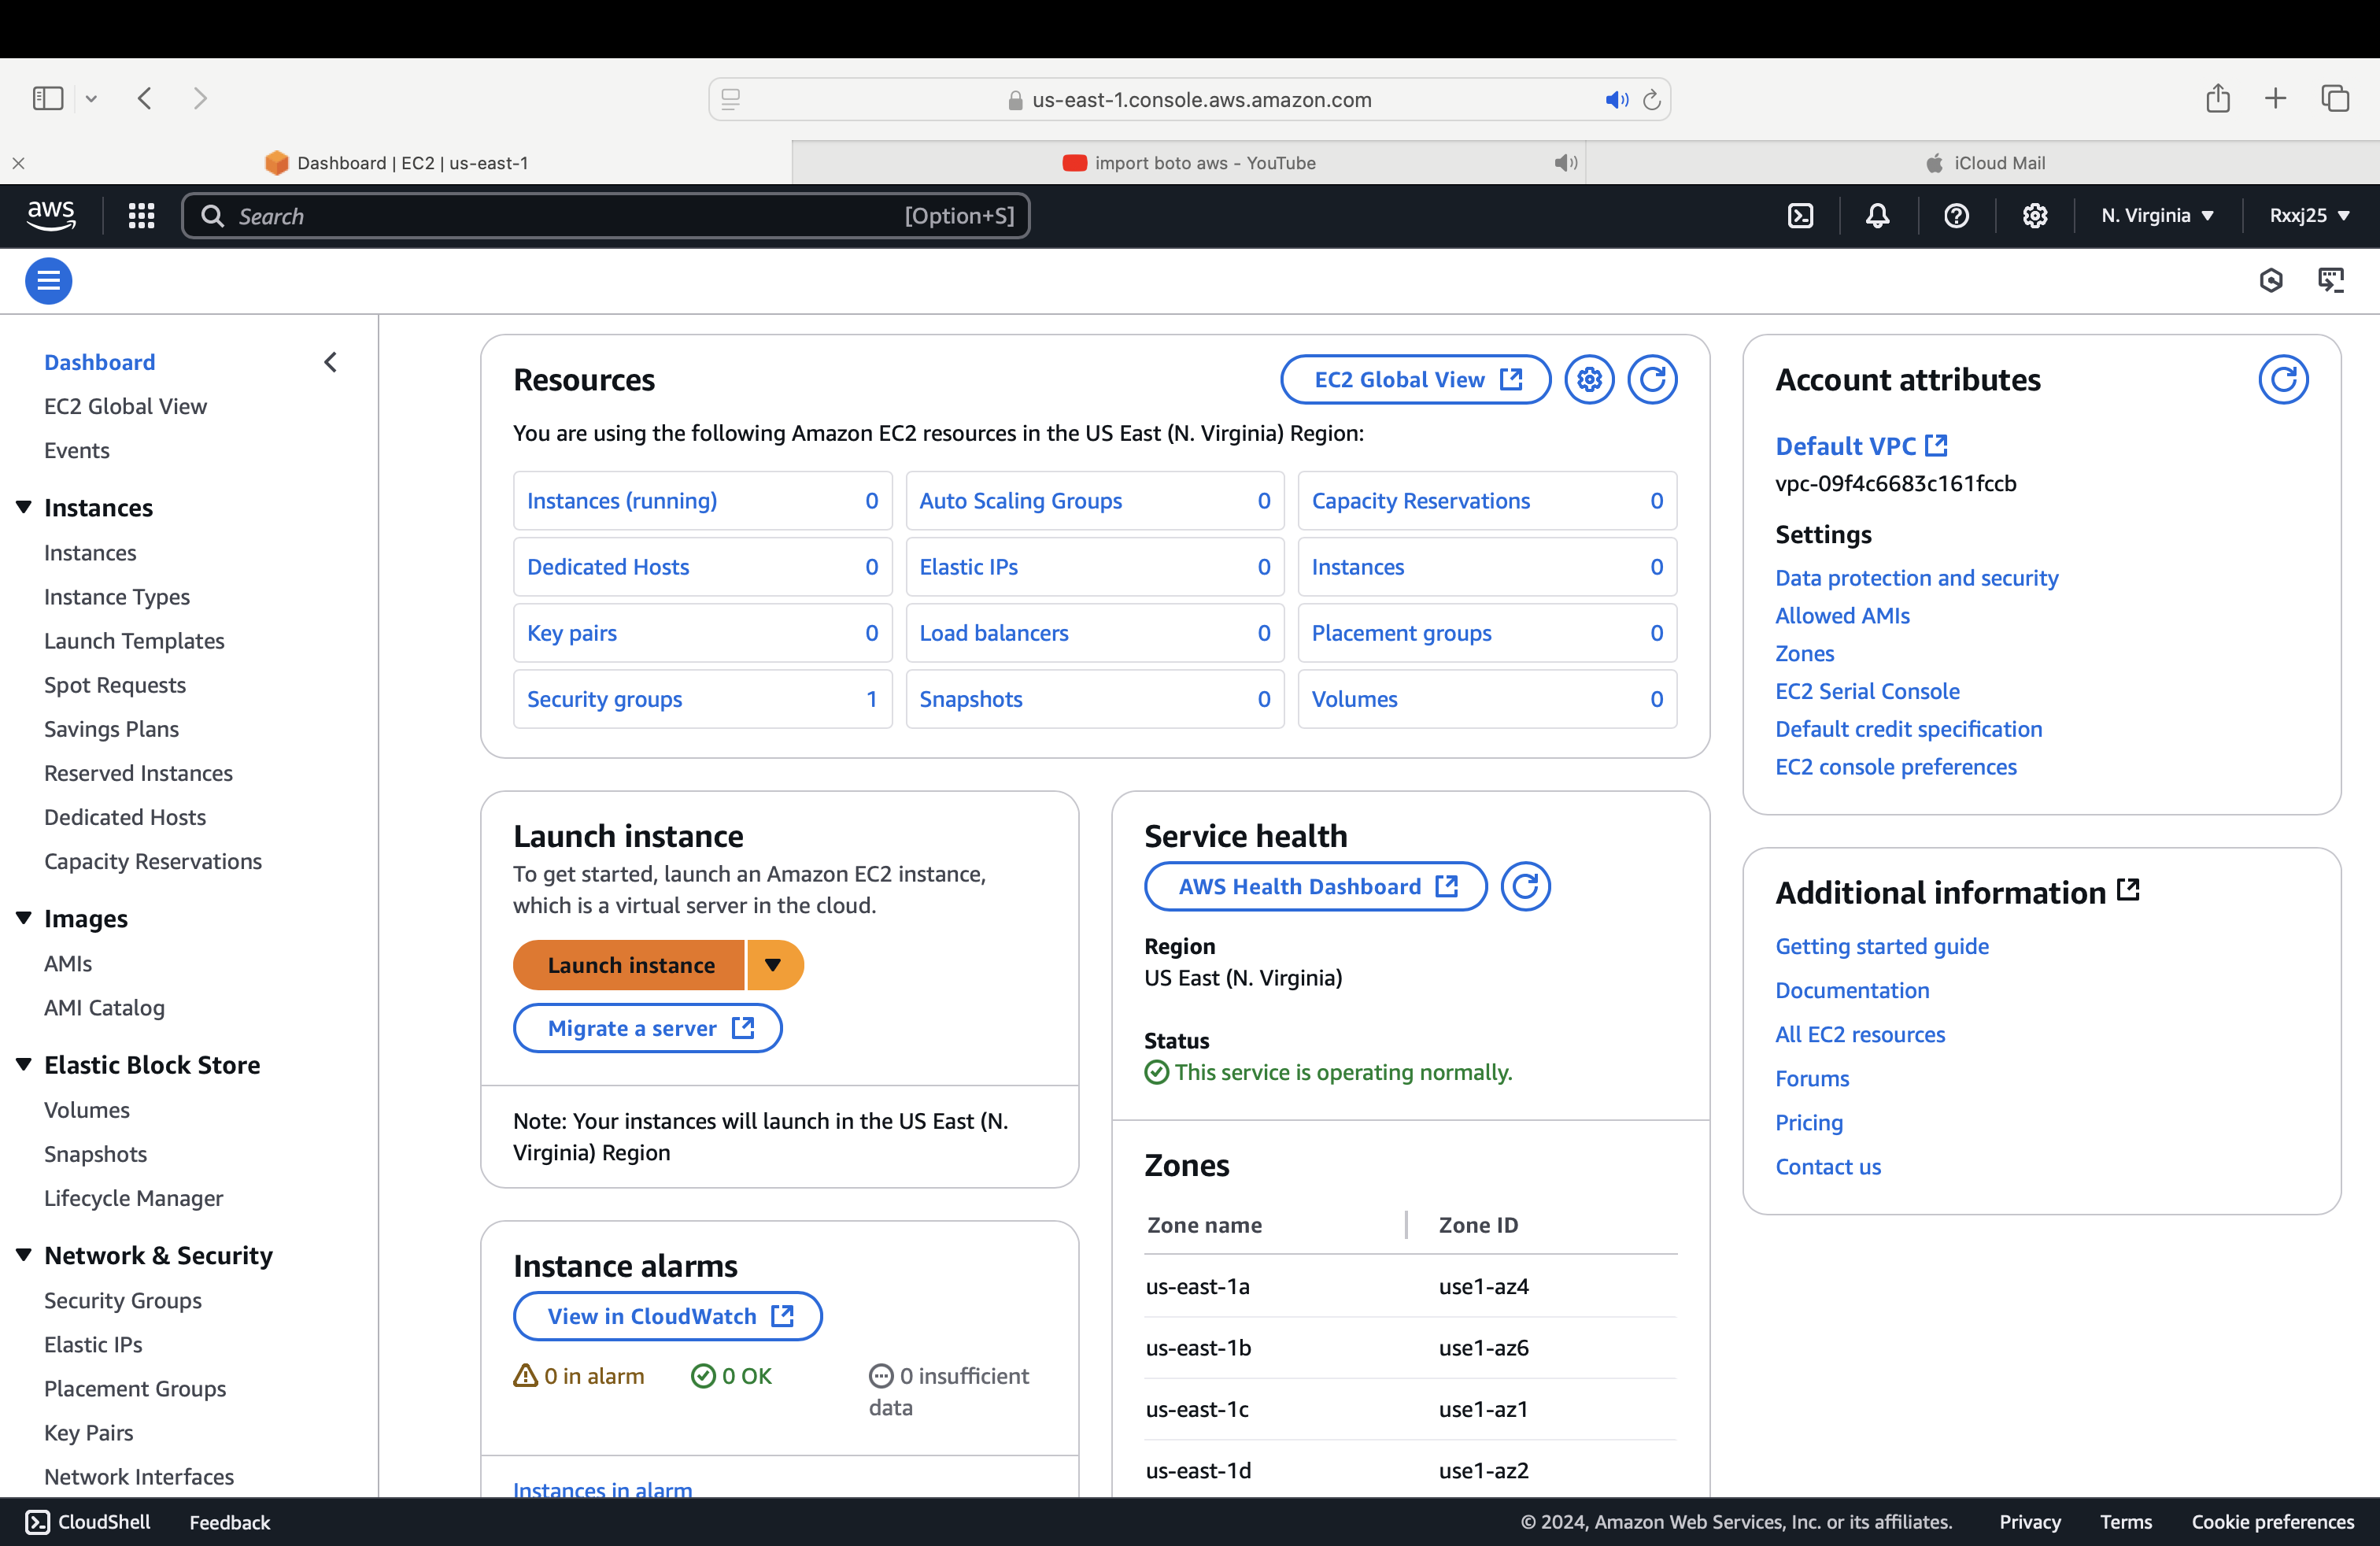 us-east-1.console.aws.amazon.com
Dashboard | EC2 | us-east-1
import boto aws - YouTube
iCloud Mail
aws
Search
[Option+S]
N. Virginia
Rxxj25
Dashboard
EC2 Global View
Events
Instances
Instances
Instance Types
Launch Templates
Spot Requests
Savings Plans
Reserved Instances
Dedicated Hosts
Capacity Reservations
Images
AMIs
AMI Catalog
Elastic Block Store
Volumes
Snapshots
Lifecycle Manager
Network & Security
Security Groups
Elastic IPs
Placement Groups
Key Pairs
Network Interfaces
Resources
EC2 Global View
You are using the following Amazon EC2 resources in the US East (N. Virginia) Region:
Instances (running) 0
Auto Scaling Groups 0
Capacity Reservations 0
Dedicated Hosts 0
Elastic IPs 0
Instances 0
Key pairs 0
Load balancers 0
Placement groups 0
Security groups 1
Snapshots 0
Volumes 0
Launch instance
To get started, launch an Amazon EC2 instance,
which is a virtual server in the cloud.
Launch instance
Migrate a server
Note: Your instances will launch in the US East (N.
Virginia) Region
Instance alarms
View in CloudWatch
0 in alarm
0 OK
0 insufficient
data
Instances in alarm
Service health
AWS Health Dashboard
Region
US East (N. Virginia)
Status
This service is operating normally.
Zones
Zone name Zone ID
us-east-1a use1-az4
us-east-1b use1-az6
us-east-1c use1-az1
us-east-1d use1-az2
Account attributes
Default VPC
vpc-09f4c6683c161fccb
Settings
Data protection and security
Allowed AMIs
Zones
EC2 Serial Console
Default credit specification
EC2 console preferences
Additional information
Getting started guide
Documentation
All EC2 resources
Forums
Pricing
Contact us
CloudShell
Feedback
© 2024, Amazon Web Services, Inc. or its affiliates.
Privacy
Terms
Cookie preferences